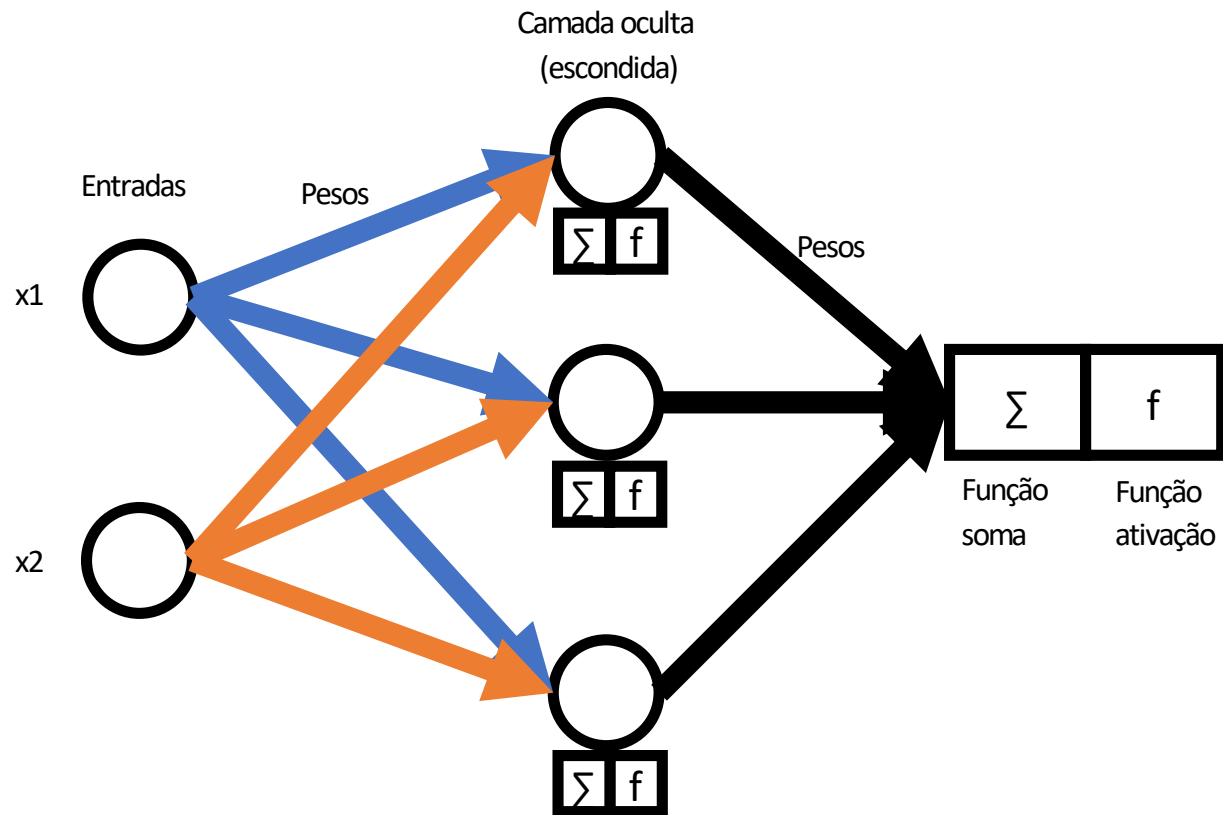 Camada oculta
(escondida)
Entradas
Pesos
∑ f
Pesos
x1
∑ f
∑ f
Função
soma
Função
ativação
x2
∑ f